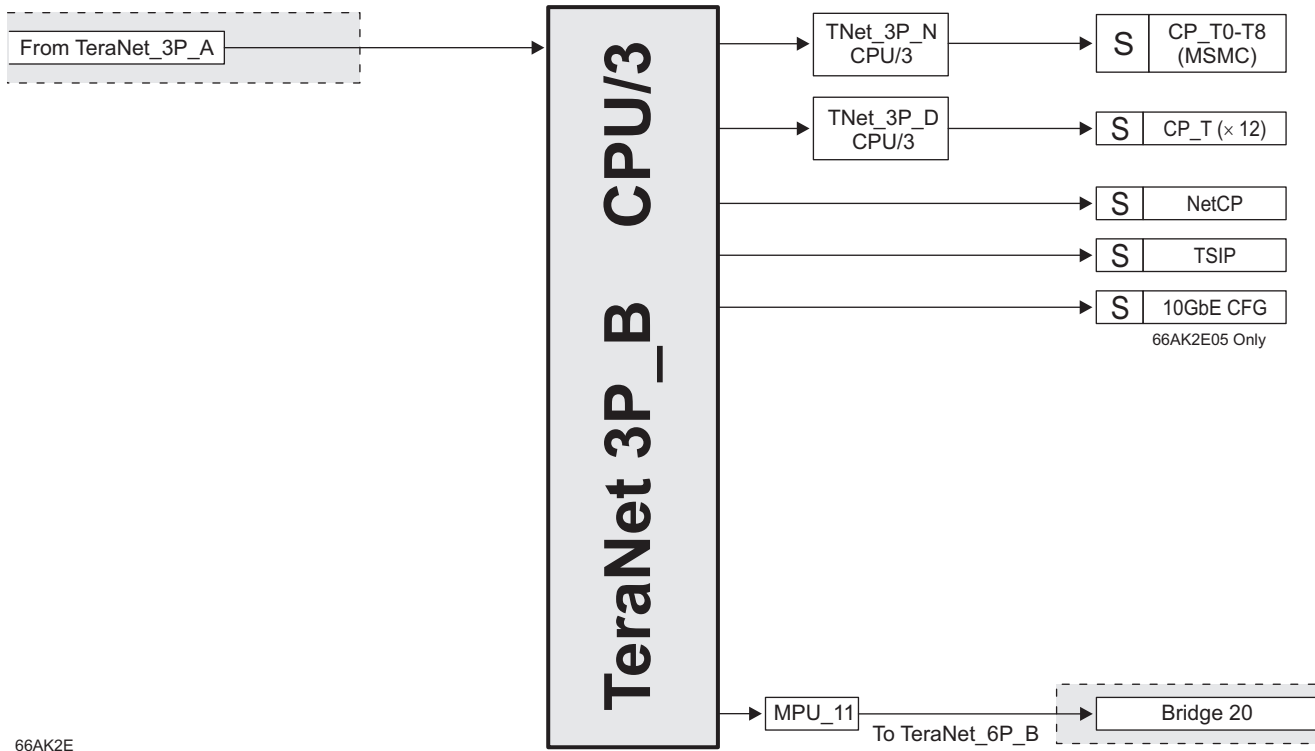 From TeraNet_3P_A
TeraNet 3P_B CPU/3
TNet_3P_N
CPU/3
S
CP_T0-T8
(MSMC)
TNet_3P_D
CPU/3
S
CP_T (× 12)
S
NetCP
S
TSIP
S
10GbE CFG
66AK2E05 Only
MPU_11
To TeraNet_6P_B
Bridge 20
66AK2E